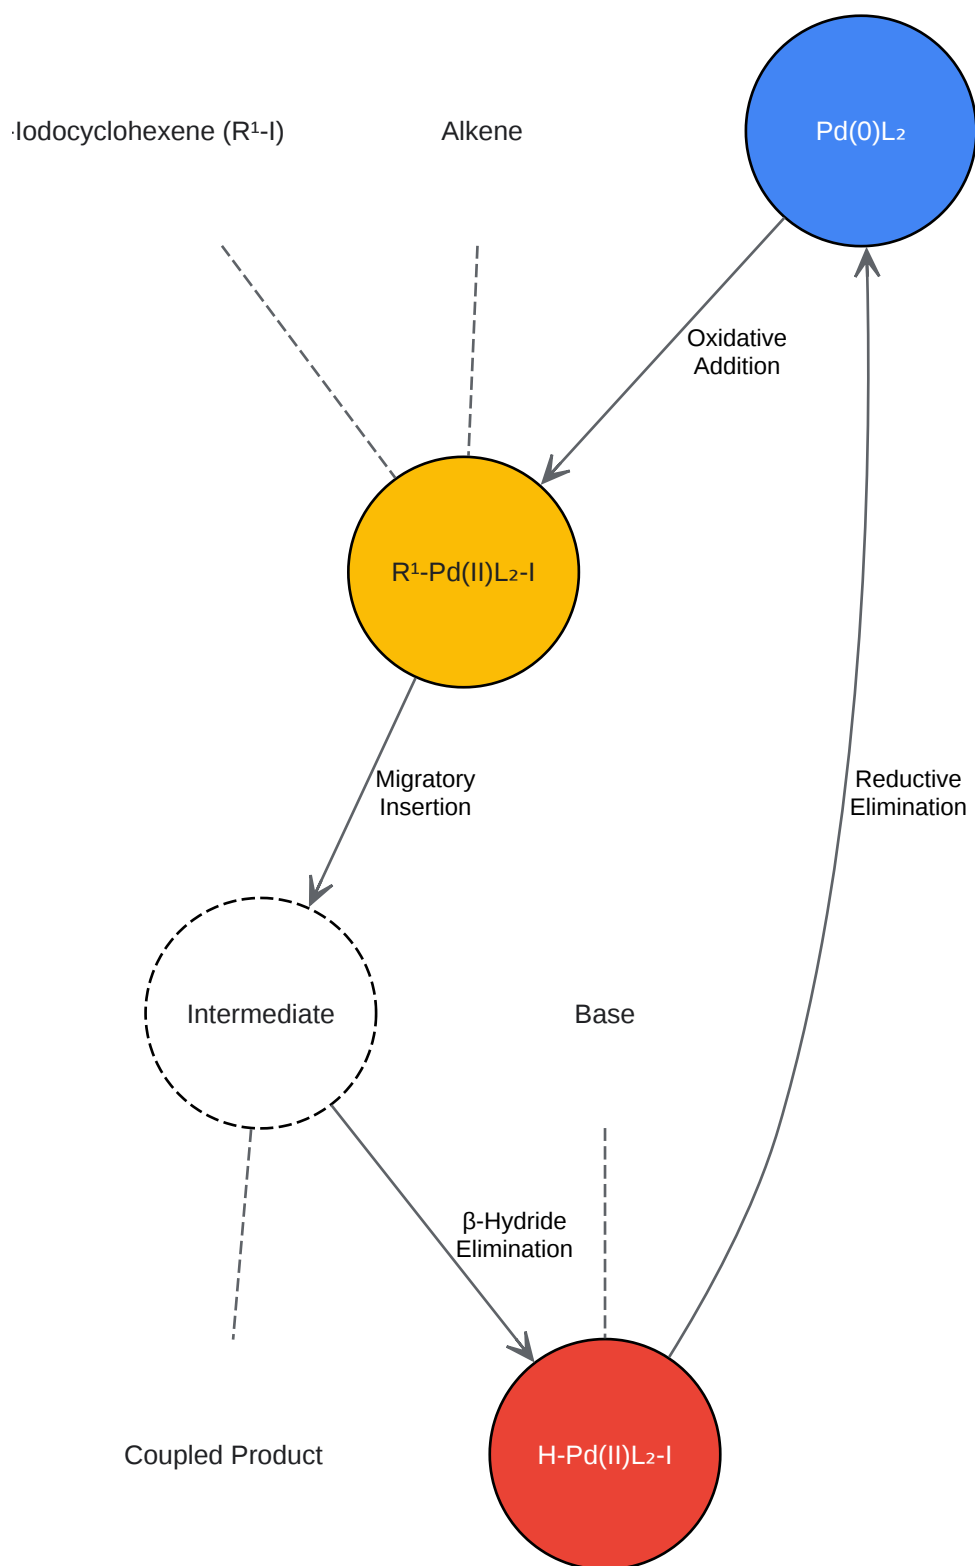 -Iodocyclohexene (R¹-I)
Alkene
Pd(0)L₂
Oxidative
Addition
R¹-Pd(II)L₂-I
Migratory
Insertion
Reductive
Elimination
Intermediate
Base
β-Hydride
Elimination
Coupled Product
H-Pd(II)L₂-I